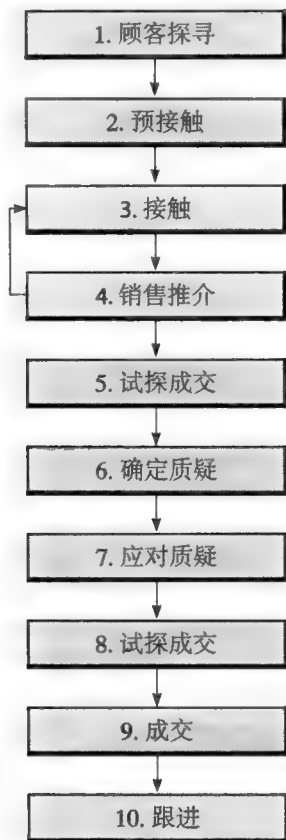 1. 顾客探寻
2. 预接触
3. 接触
4. 销售推介
5. 试探成交
6. 确定质疑
7. 应对质疑
8. 试探成交
9. 成交
10. 跟进